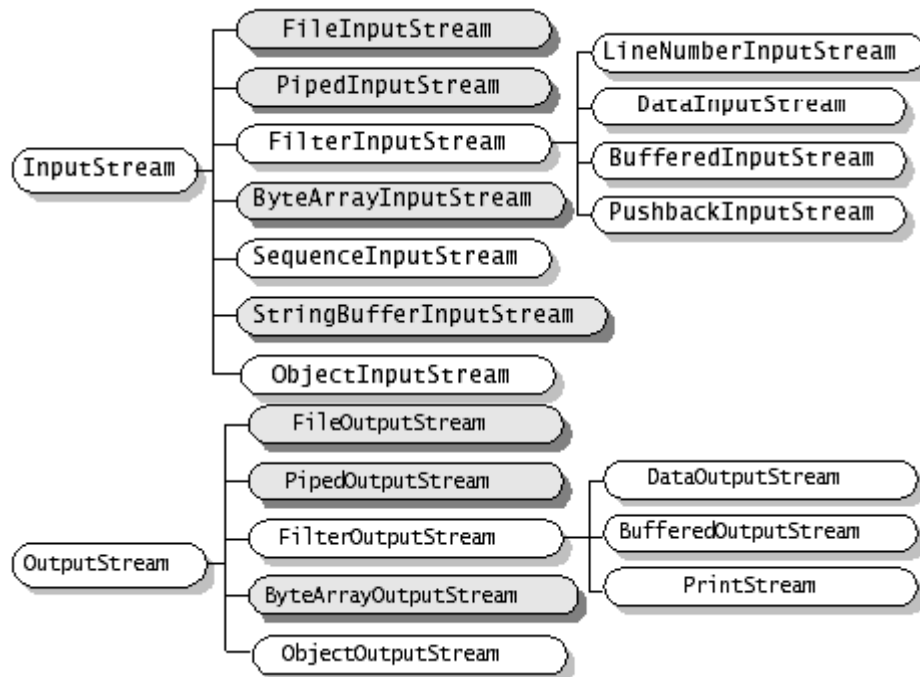 FileInputStream
LineNumberInputStream
PipedInputStream
DataInputStream
FilterInputStream
BufferedInputStream
InputStream
ByteArrayInputStream
PushbackInputStream
SequenceInputStream
StringBufferInputStream
ObjectInputStream
FileOutputStream
PipedOutputStream
DataOutputStream
FilterOutputStream
BufferedOutputStream
OutputStream
ByteArrayOutputStream
PrintStream
ObjectOutputStream